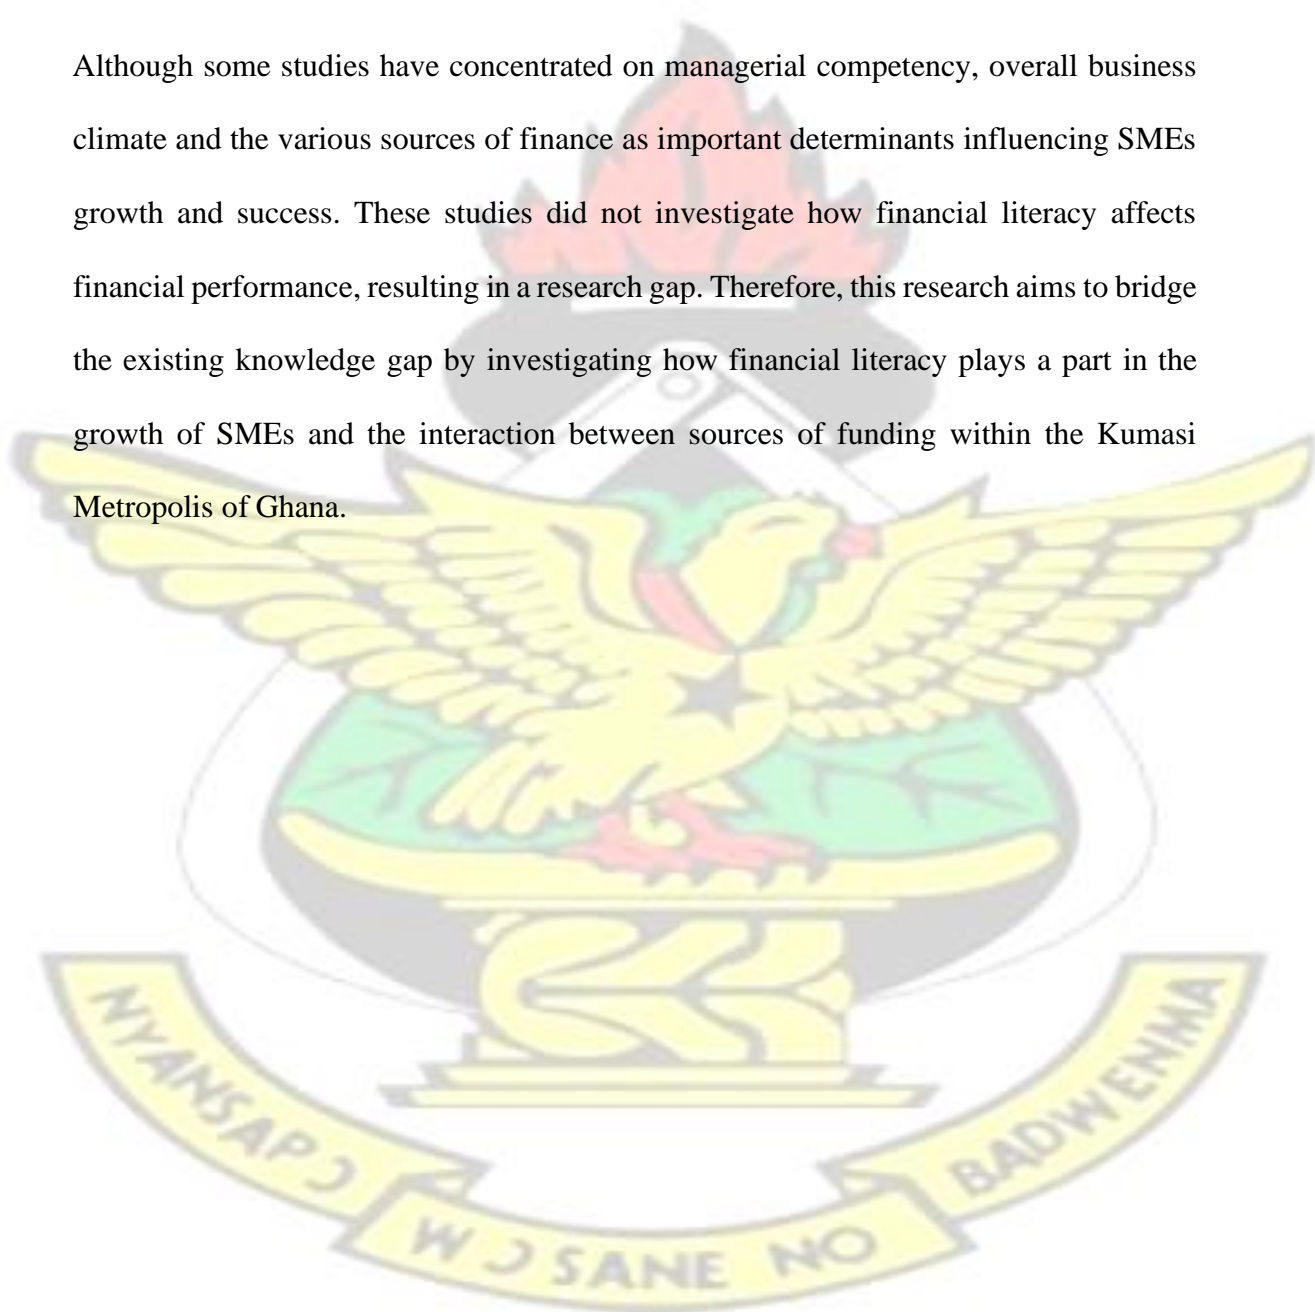 Although some studies have concentrated on managerial competency, overall business
climate and the various sources of finance as important determinants influencing SMEs
growth and success. These studies did not investigate how financial literacy affects
financial performance, resulting in a research gap. Therefore, this research aims to bridge
the existing knowledge gap by investigating how financial literacy plays a part in the
growth of SMEs and the interaction between sources of funding within the Kumasi
Metropolis of Ghana.
NYANSAPƆ
WƆSANE NO
BADWENMA